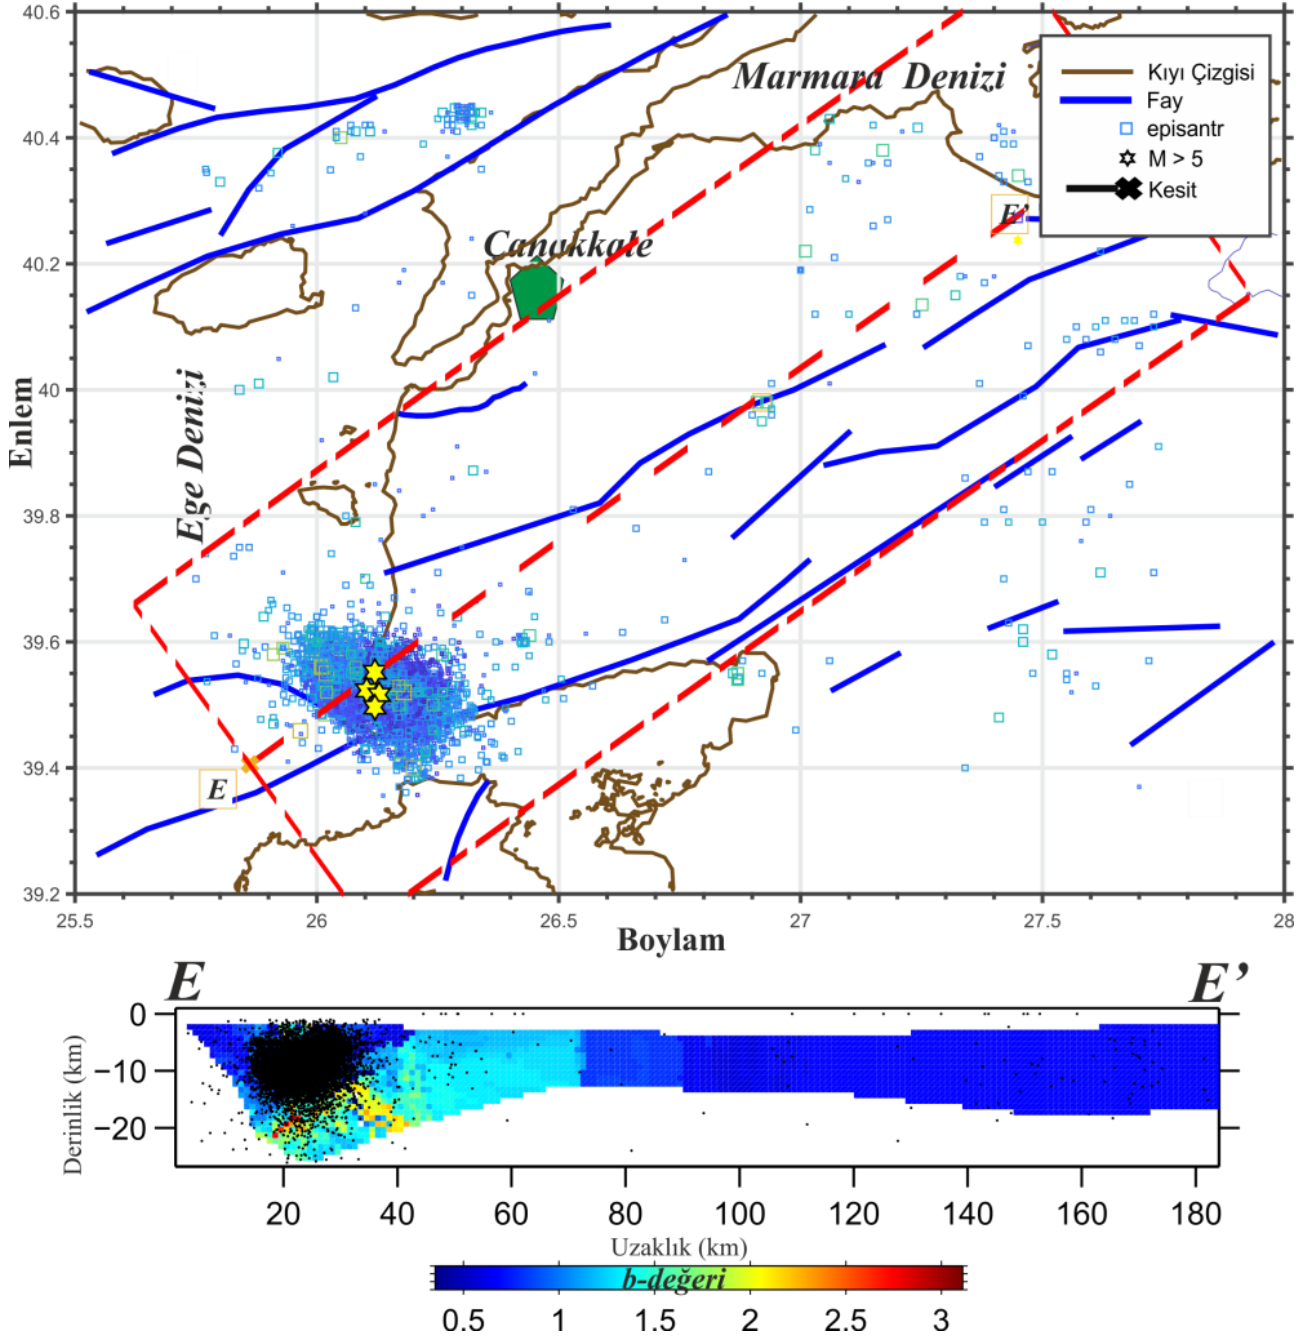 40.6
40.4
40.2
40
39.8
39.6
39.4
39.2
Enlem
25.5 26 26.5 27 27.5 28
Boylam
Marmara Denizi
Çanakkale
Ege Denizi
E
E'
Kıyı Çizgisi
Fay
episantr
M > 5
Kesit
E E’
0
−10
−20
Derinlik (km)
20 40 60 80 100 120 140 160 180
Uzaklık (km)
b-değeri
0.5 1 1.5 2 2.5 3